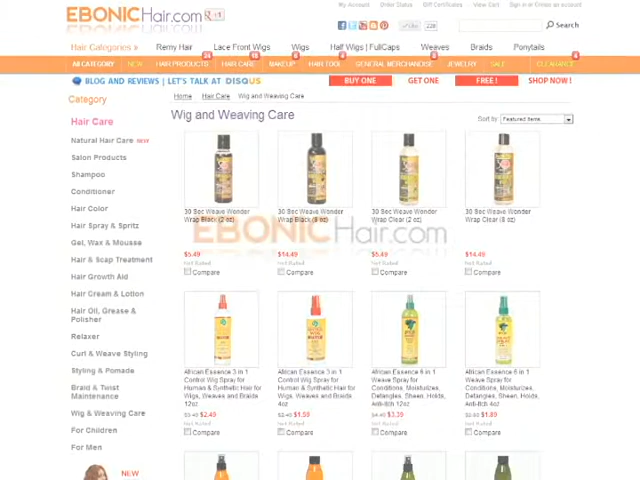 My Account Order Status Gift Certificates View Cart Sign in or Create an account
EBONICHair.com +1
Like 228
Search
Hair Categories » Remy Hair Lace Front Wigs Wigs Half Wigs | FullCaps Weaves Braids Ponytails
ALL CATEGORY NEW HAIR PRODUCTS HAIR CARE MAKEUP HAIR TOOL GENERAL MERCHANDISE JEWELRY SALE CLEARANCE
BLOG AND REVIEWS | LET'S TALK AT DISQUS BUY ONE GET ONE FREE ! SHOP NOW !
Category
Home Hair Care Wig and Weaving Care
Hair Care
Wig and Weaving Care
Sort by: Featured Items
Natural Hair Care NEW
Salon Products
Shampoo
Conditioner
Hair Color
Hair Spray & Spritz
Gel, Wax & Mousse
Hair & Scalp Treatment
Hair Growth Aid
Hair Cream & Lotion
Hair Oil, Grease &
Polisher
Relaxer
Curl & Weave Styling
Styling & Pomade
Braid & Twist
Maintenance
Wig & Weaving Care
For Children
For Men
NEW
30 Sec Weave Wonder
Wrap Black (2 oz)
$5.49
Not Rated
Compare
30 Sec Weave Wonder
Wrap Black (8 oz)
$14.49
Not Rated
Compare
30 Sec Weave Wonder
Wrap Clear (2 oz)
$5.49
Not Rated
Compare
30 Sec Weave Wonder
Wrap Clear (8 oz)
$14.49
Not Rated
Compare
EBONICHair.com
African Essence 3 in 1
Control Wig Spray for
Human & Synthetic Hair for
Wigs, Weaves and Braids
12oz
$2.49
Not Rated
Compare
African Essence 3 in 1
Control Wig Spray for
Human & Synthetic Hair for
Wigs, Weaves and Braids
4oz
$1.59
Not Rated
Compare
African Essence 6 in 1
Weave Spray for
Conditions, Moisturizes,
Detangles, Sheen, Holds,
Anti-Itch 12oz
$3.39
Not Rated
Compare
African Essence 6 in 1
Weave Spray for
Conditions, Moisturizes,
Detangles, Sheen, Holds,
Anti-Itch 4oz
$1.89
Not Rated
Compare